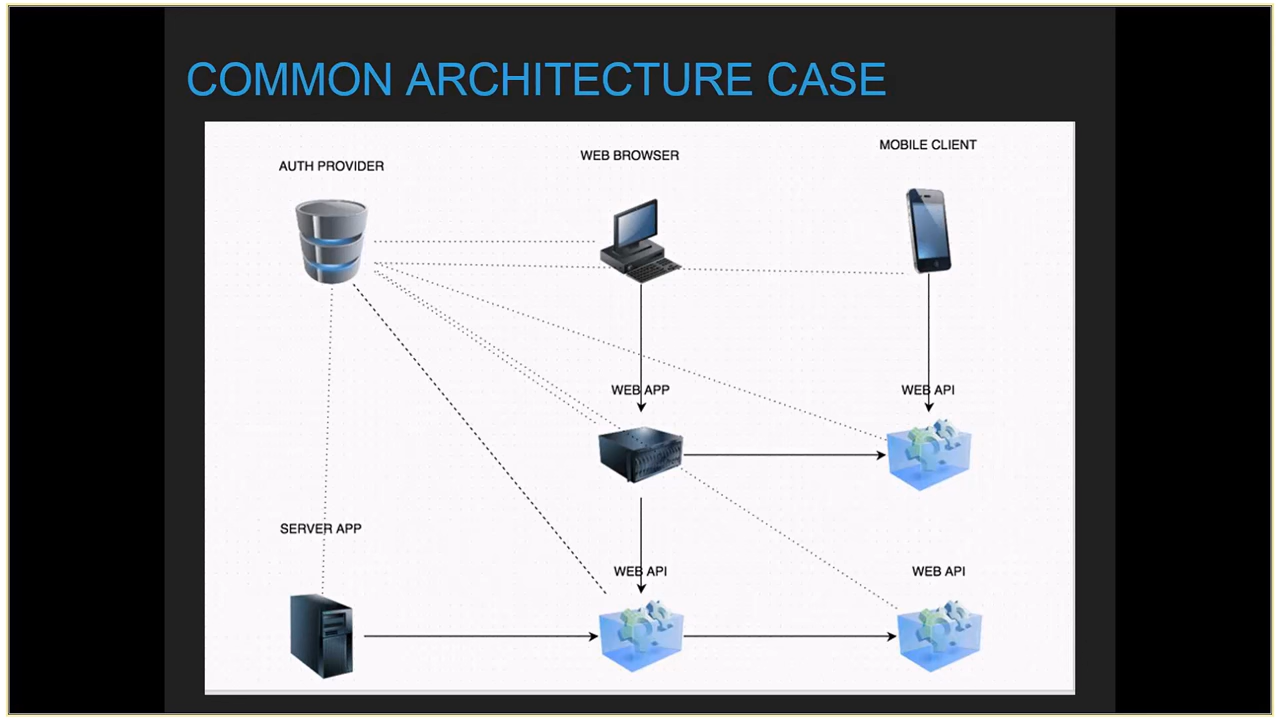 COMMON ARCHITECTURE CASE
AUTH PROVIDER
WEB BROWSER
MOBILE CLIENT
WEB APP
WEB API
SERVER APP
WEB API
WEB API